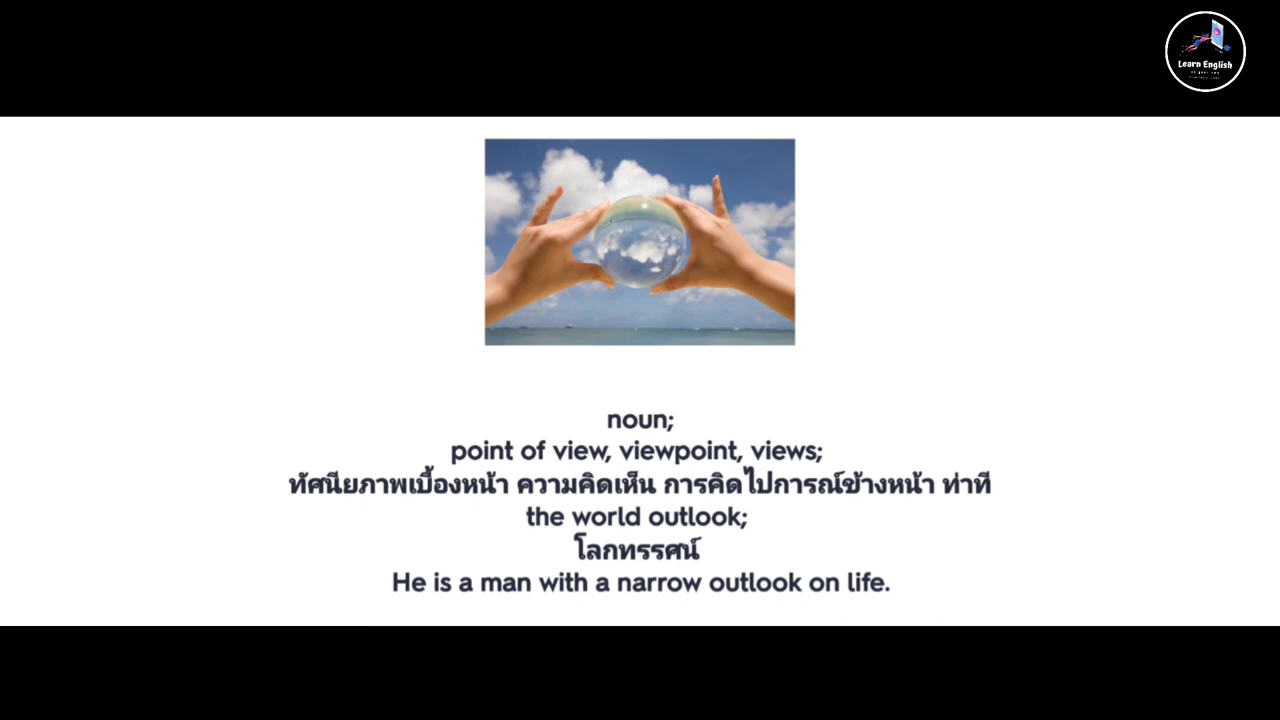 Learn English
noun;
point of view, viewpoint, views;
ทัศนียภาพเบื้องหน้า ความคิดเห็น การคิดไปการณ์ข้างหน้า ท่าที
the world outlook;
โลกทรรศน์
He is a man with a narrow outlook on life.